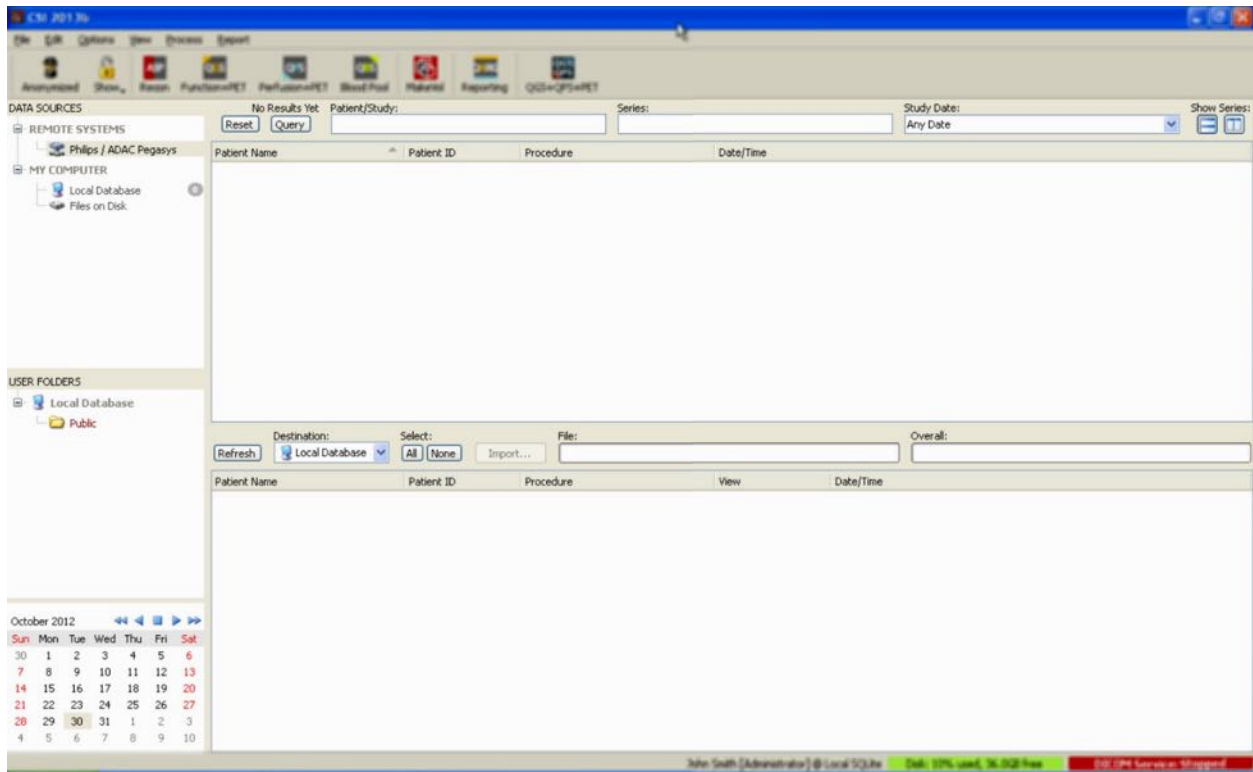 CSI 2013b
File Edit Options View Process Export
Anonymized Show... Recon Function+PET Perfusion+PET Blood Pool Makeinit Reporting QGS+QPS+PET
DATA SOURCES
REMOTE SYSTEMS
Philips / ADAC Pegasys
MY COMPUTER
Local Database 0
Files on Disk
No Results Yet Patient/Study: Series: Study Date: Show Series:
Reset Query Any Date
Patient Name Patient ID Procedure Date/Time
USER FOLDERS
Local Database
Public
Destination: Select: File: Overall:
Refresh Local Database All None Import...
Patient Name Patient ID Procedure View Date/Time
October 2012
Sun Mon Tue Wed Thu Fri Sat
30 1 2 3 4 5 6
7 8 9 10 11 12 13
14 15 16 17 18 19 20
21 22 23 24 25 26 27
28 29 30 31 1 2 3
4 5 6 7 8 9 10
John Smith [Administrator] @ Local SQLite Disk: 10% used, 36.0GB free DICOM Service: Stopped